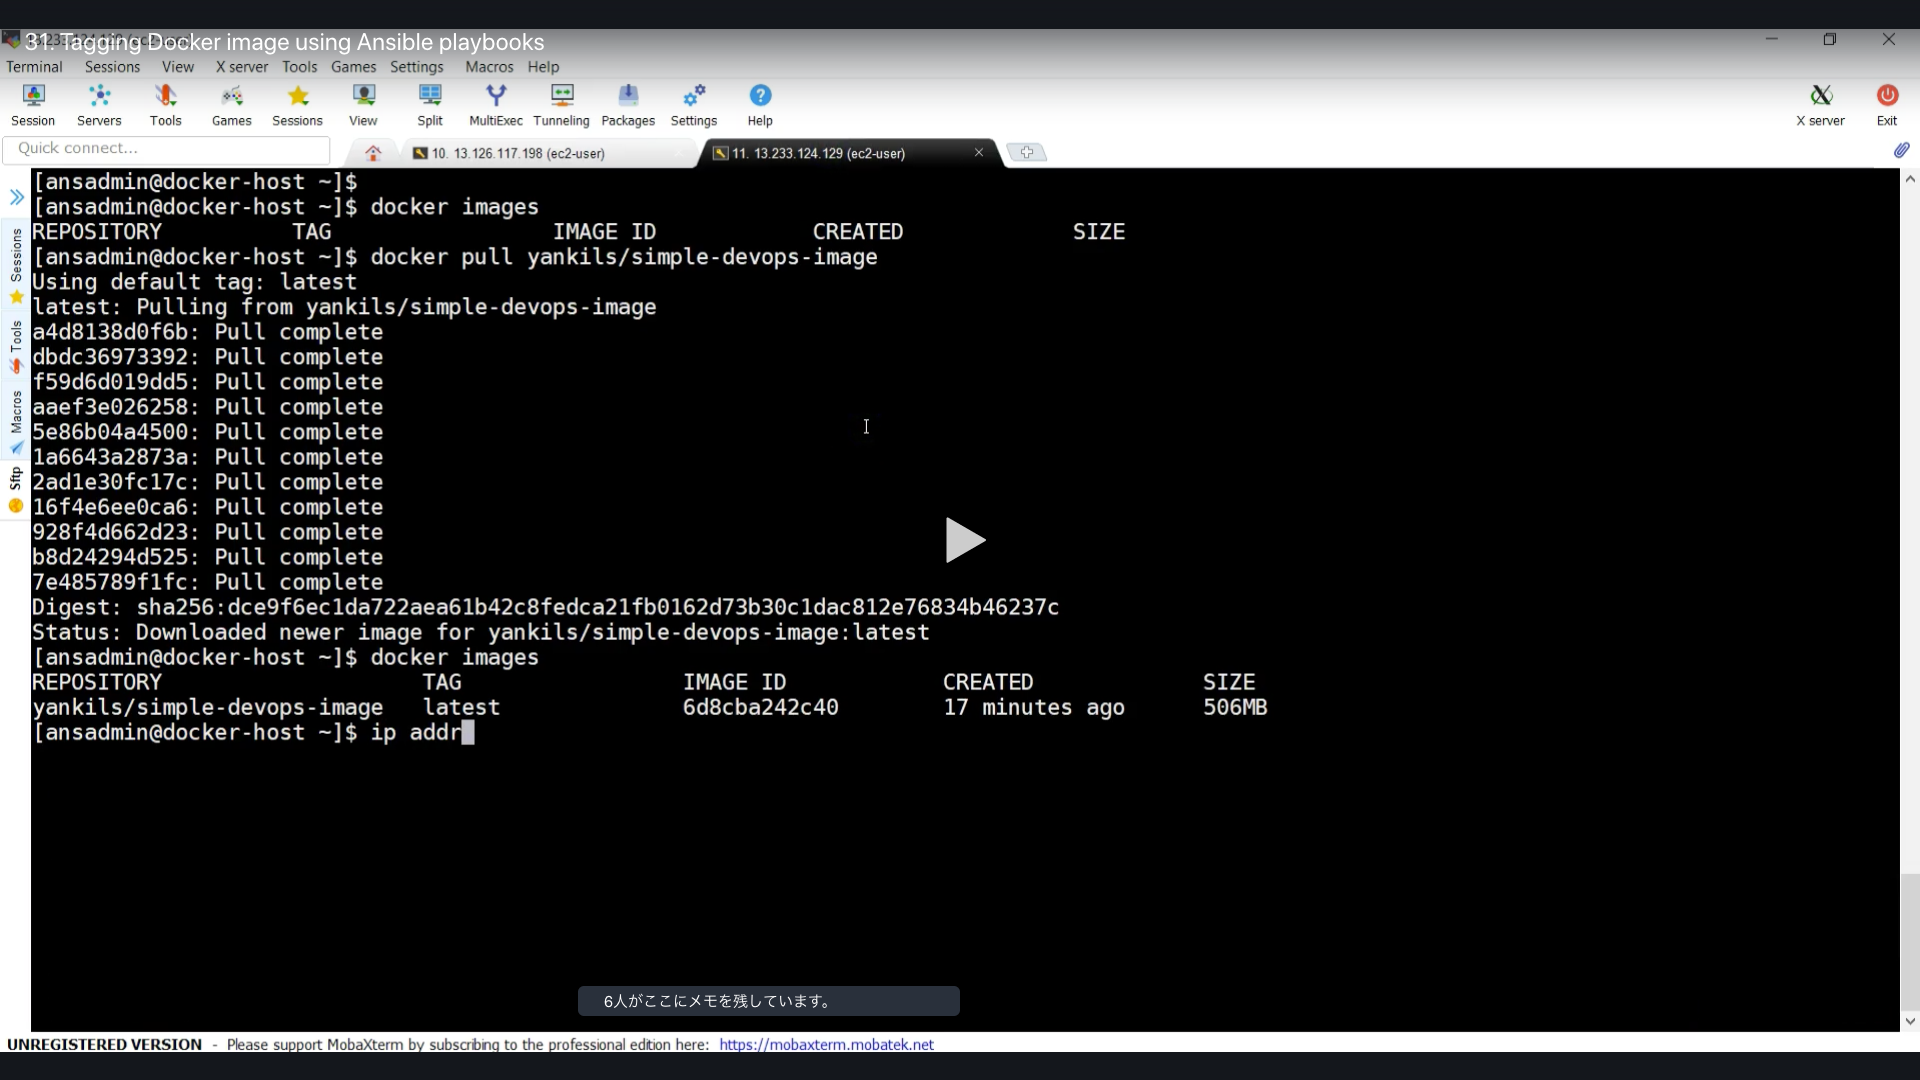 31. Tagging Docker image using Ansible playbooks
Terminal Sessions View X server Tools Games Settings Macros Help
Session Servers Tools Games Sessions View Split MultiExec Tunneling Packages Settings Help X server Exit
Quick connect...
10. 13.126.117.198 (ec2-user)
11. 13.233.124.129 (ec2-user)
Sessions
Tools
Macros
Sftp
[ansadmin@docker-host ~]$
[ansadmin@docker-host ~]$ docker images
REPOSITORY TAG IMAGE ID CREATED SIZE
[ansadmin@docker-host ~]$ docker pull yankils/simple-devops-image
Using default tag: latest
latest: Pulling from yankils/simple-devops-image
a4d8138d0f6b: Pull complete
dbdc36973392: Pull complete
f59d6d019dd5: Pull complete
aaef3e026258: Pull complete
5e86b04a4500: Pull complete
1a6643a2873a: Pull complete
2ad1e30fc17c: Pull complete
16f4e6ee0ca6: Pull complete
928f4d662d23: Pull complete
b8d24294d525: Pull complete
7e485789f1fc: Pull complete
Digest: sha256:dce9f6ec1da722aea61b42c8fedca21fb0162d73b30c1dac812e76834b46237c
Status: Downloaded newer image for yankils/simple-devops-image:latest
[ansadmin@docker-host ~]$ docker images
REPOSITORY TAG IMAGE ID CREATED SIZE
yankils/simple-devops-image latest 6d8cba242c40 17 minutes ago 506MB
[ansadmin@docker-host ~]$ ip addr
6人がここにメモを残しています。
UNREGISTERED VERSION - Please support MobaXterm by subscribing to the professional edition here: https://mobaxterm.mobatek.net